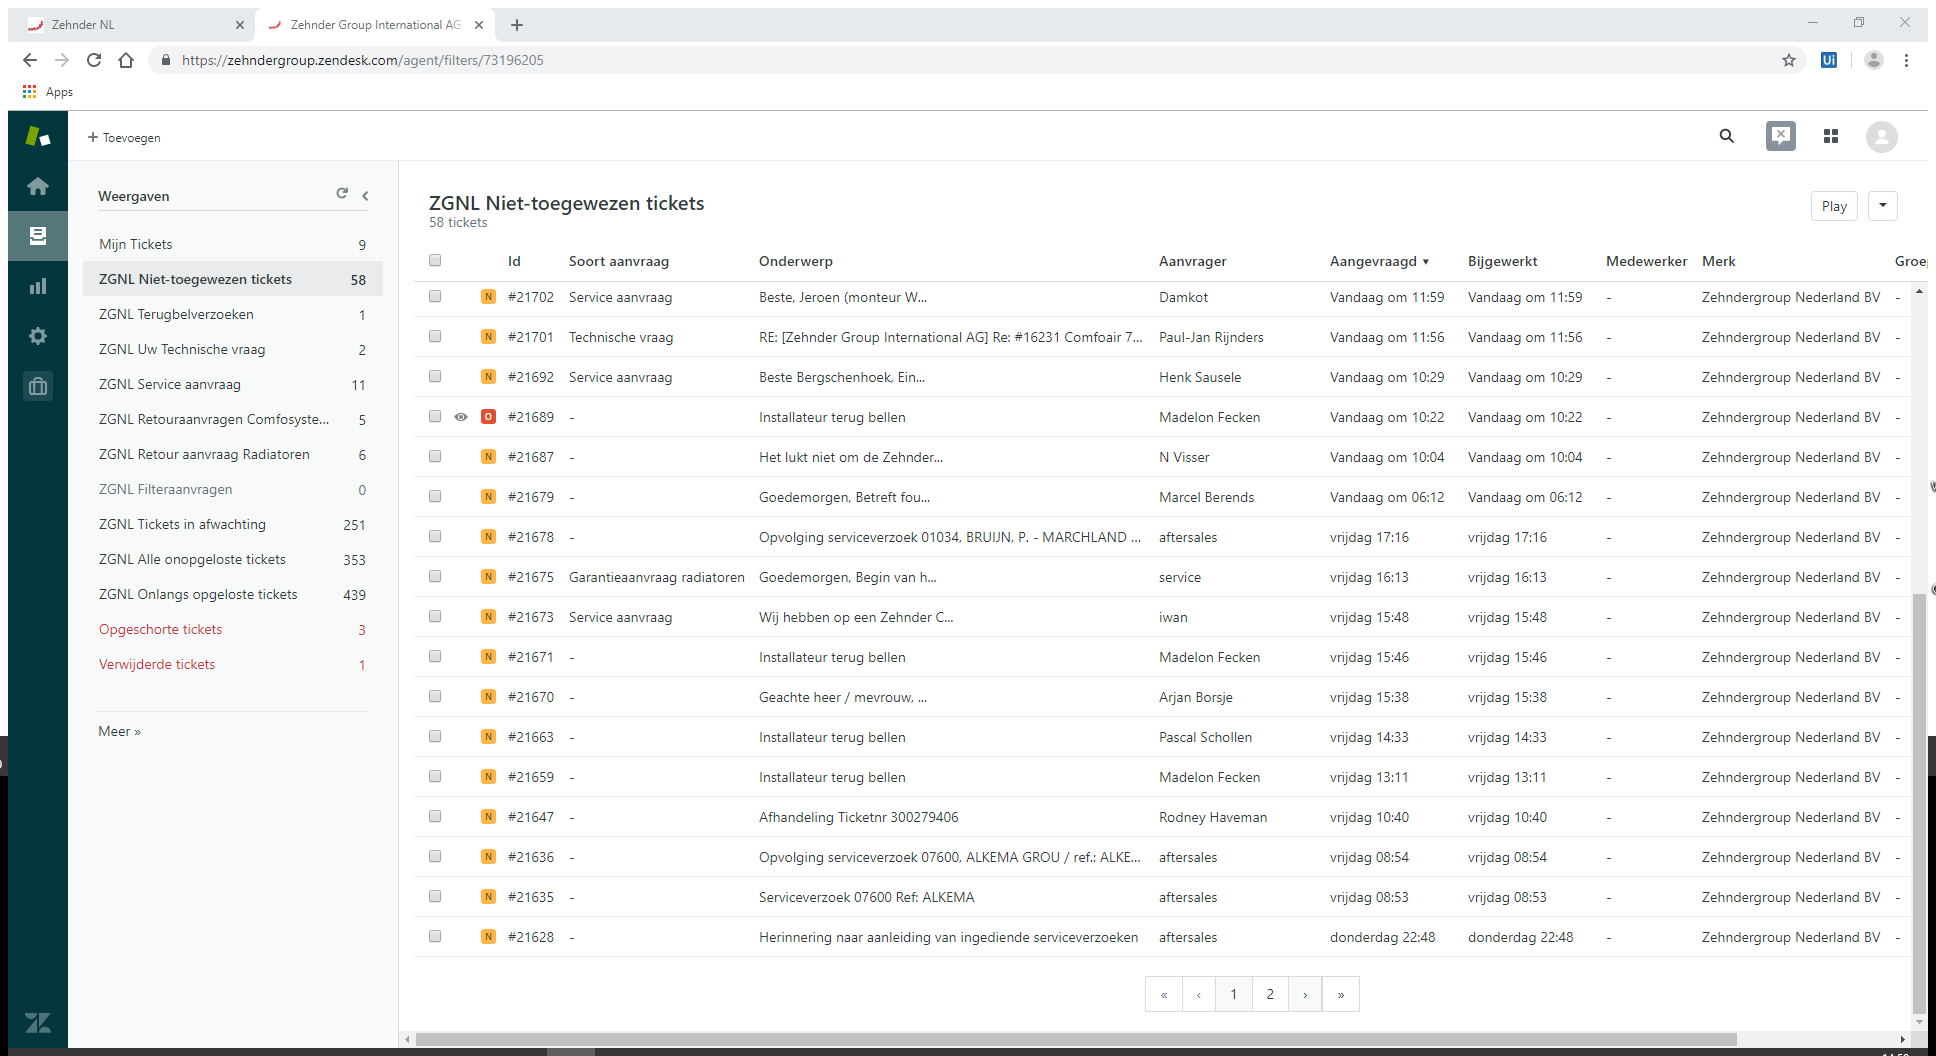 Zehnder NL
Zehnder Group International AG
https://zehndergroup.zendesk.com/agent/filters/73196205
Ui
Apps
+ Toevoegen
Weergaven
Mijn Tickets 9
ZGNL Niet-toegewezen tickets 58
ZGNL Terugbelverzoeken 1
ZGNL Uw Technische vraag 2
ZGNL Service aanvraag 11
ZGNL Retouraanvragen Comfosyste... 5
ZGNL Retour aanvraag Radiatoren 6
ZGNL Filteraanvragen 0
ZGNL Tickets in afwachting 251
ZGNL Alle onopgeloste tickets 353
ZGNL Onlangs opgeloste tickets 439
Opgeschorte tickets 3
Verwijderde tickets 1
Meer »
ZGNL Niet-toegewezen tickets
58 tickets
Play
Id Soort aanvraag Onderwerp Aanvrager Aangevraagd ▼ Bijgewerkt Medewerker Merk Groep
N #21702 Service aanvraag Beste, Jeroen (monteur W... Damkot Vandaag om 11:59 Vandaag om 11:59 - Zehndergroup Nederland BV -
N #21701 Technische vraag RE: [Zehnder Group International AG] Re: #16231 Comfoair 7... Paul-Jan Rijnders Vandaag om 11:56 Vandaag om 11:56 - Zehndergroup Nederland BV -
N #21692 Service aanvraag Beste Bergschenhoek, Ein... Henk Sausele Vandaag om 10:29 Vandaag om 10:29 - Zehndergroup Nederland BV -
O #21689 - Installateur terug bellen Madelon Fecken Vandaag om 10:22 Vandaag om 10:22 - Zehndergroup Nederland BV -
N #21687 - Het lukt niet om de Zehnder... N Visser Vandaag om 10:04 Vandaag om 10:04 - Zehndergroup Nederland BV -
N #21679 - Goedemorgen, Betreft fou... Marcel Berends Vandaag om 06:12 Vandaag om 06:12 - Zehndergroup Nederland BV -
N #21678 - Opvolging serviceverzoek 01034, BRUIJN, P. - MARCHLAND ... aftersales vrijdag 17:16 vrijdag 17:16 - Zehndergroup Nederland BV -
N #21675 Garantieaanvraag radiatoren Goedemorgen, Begin van h... service vrijdag 16:13 vrijdag 16:13 - Zehndergroup Nederland BV -
N #21673 Service aanvraag Wij hebben op een Zehnder C... iwan vrijdag 15:48 vrijdag 15:48 - Zehndergroup Nederland BV -
N #21671 - Installateur terug bellen Madelon Fecken vrijdag 15:46 vrijdag 15:46 - Zehndergroup Nederland BV -
N #21670 - Geachte heer / mevrouw, ... Arjan Borsje vrijdag 15:38 vrijdag 15:38 - Zehndergroup Nederland BV -
N #21663 - Installateur terug bellen Pascal Schollen vrijdag 14:33 vrijdag 14:33 - Zehndergroup Nederland BV -
N #21659 - Installateur terug bellen Madelon Fecken vrijdag 13:11 vrijdag 13:11 - Zehndergroup Nederland BV -
N #21647 - Afhandeling Ticketnr 300279406 Rodney Haveman vrijdag 10:40 vrijdag 10:40 - Zehndergroup Nederland BV -
N #21636 - Opvolging serviceverzoek 07600, ALKEMA GROU / ref.: ALKE... aftersales vrijdag 08:54 vrijdag 08:54 - Zehndergroup Nederland BV -
N #21635 - Serviceverzoek 07600 Ref: ALKEMA aftersales vrijdag 08:53 vrijdag 08:53 - Zehndergroup Nederland BV -
N #21628 - Herinnering naar aanleiding van ingediende serviceverzoeken aftersales donderdag 22:48 donderdag 22:48 - Zehndergroup Nederland BV -
« ‹ 1 2 › »